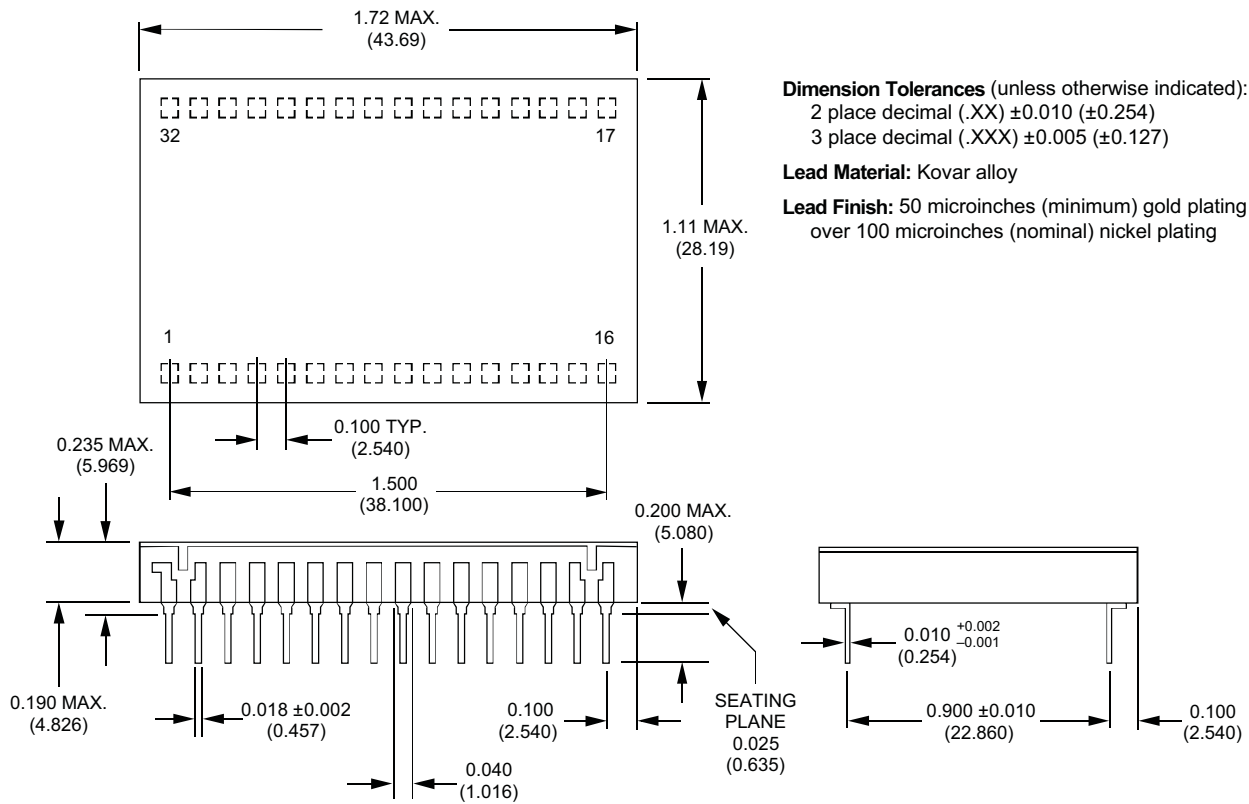 1.72 MAX.
(43.69)
Dimension Tolerances (unless otherwise indicated):
2 place decimal (.XX) ±0.010 (±0.254)
3 place decimal (.XXX) ±0.005 (±0.127)
Lead Material: Kovar alloy
Lead Finish: 50 microinches (minimum) gold plating
over 100 microinches (nominal) nickel plating
32
17
1.11 MAX.
(28.19)
1
16
0.100 TYP.
(2.540)
0.235 MAX.
(5.969)
1.500
(38.100)
0.200 MAX.
(5.080)
0.190 MAX.
(4.826)
0.018 ±0.002
(0.457)
0.040
(1.016)
0.100
(2.540)
SEATING
PLANE
0.025
(0.635)
0.010 +0.002
–0.001
(0.254)
0.900 ±0.010
(22.860)
0.100
(2.540)